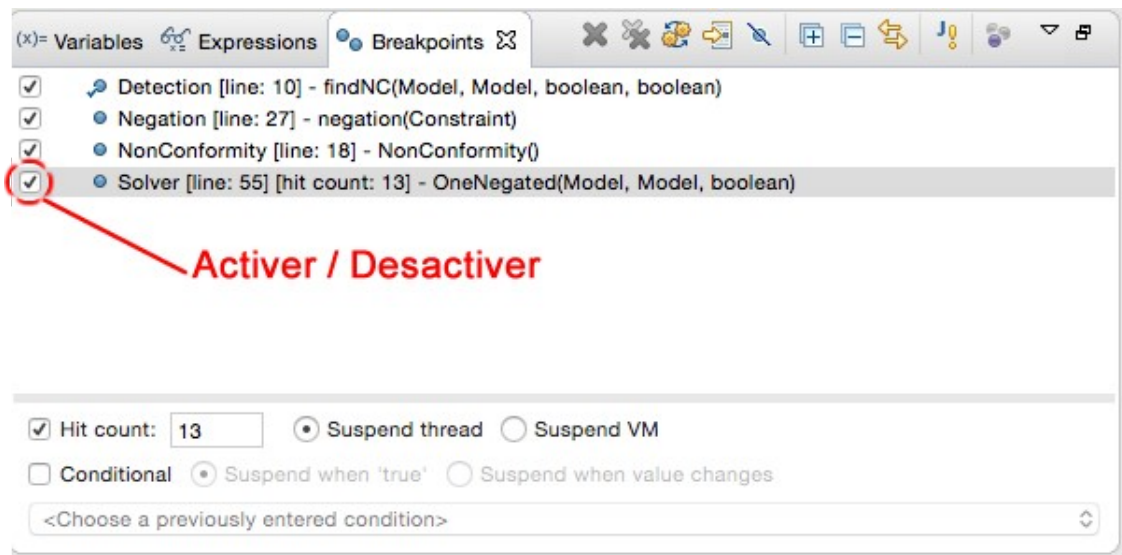 (x)= Variables Expressions Breakpoints
Detection [line: 10] - findNC(Model, Model, boolean, boolean)
Negation [line: 27] - negation(Constraint)
NonConformity [line: 18] - NonConformity()
Solver [line: 55] [hit count: 13] - OneNegated(Model, Model, boolean)
Activer / Desactiver
Hit count: 13 Suspend thread Suspend VM
Conditional Suspend when 'true' Suspend when value changes
<Choose a previously entered condition>